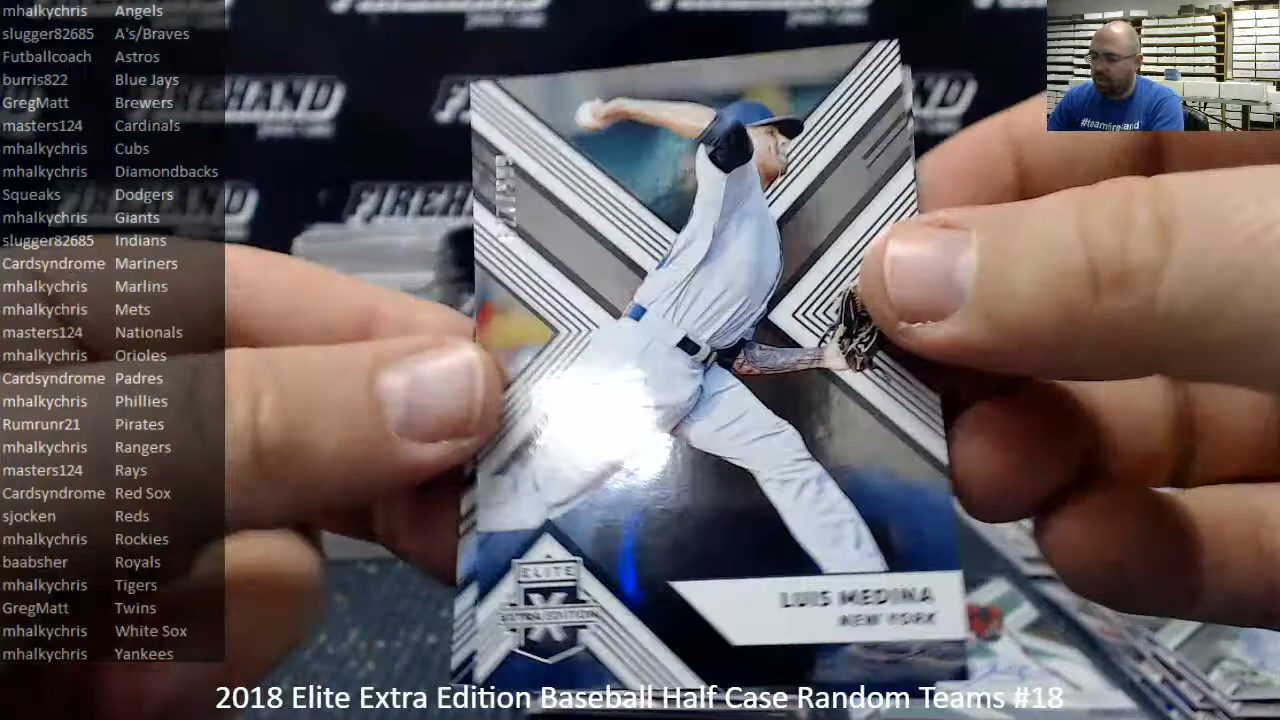 mhalkychris Angels
slugger82685 A's/Braves
Futballcoach Astros
burris822 Blue Jays
GregMatt Brewers
masters124 Cardinals
mhalkychris Cubs
mhalkychris Diamondbacks
Squeaks Dodgers
mhalkychris Giants
slugger82685 Indians
Cardsyndrome Mariners
mhalkychris Marlins
mhalkychris Mets
masters124 Nationals
mhalkychris Orioles
Cardsyndrome Padres
mhalkychris Phillies
Rumrunr21 Pirates
mhalkychris Rangers
masters124 Rays
Cardsyndrome Red Sox
sjocken Reds
mhalkychris Rockies
baabsher Royals
mhalkychris Tigers
GregMatt Twins
mhalkychris White Sox
mhalkychris Yankees
#teamfirehand
ELITE
X
EXTRA EDITION
LUIS MEDINA
NEW YORK
2018 Elite Extra Edition Baseball Half Case Random Teams #18